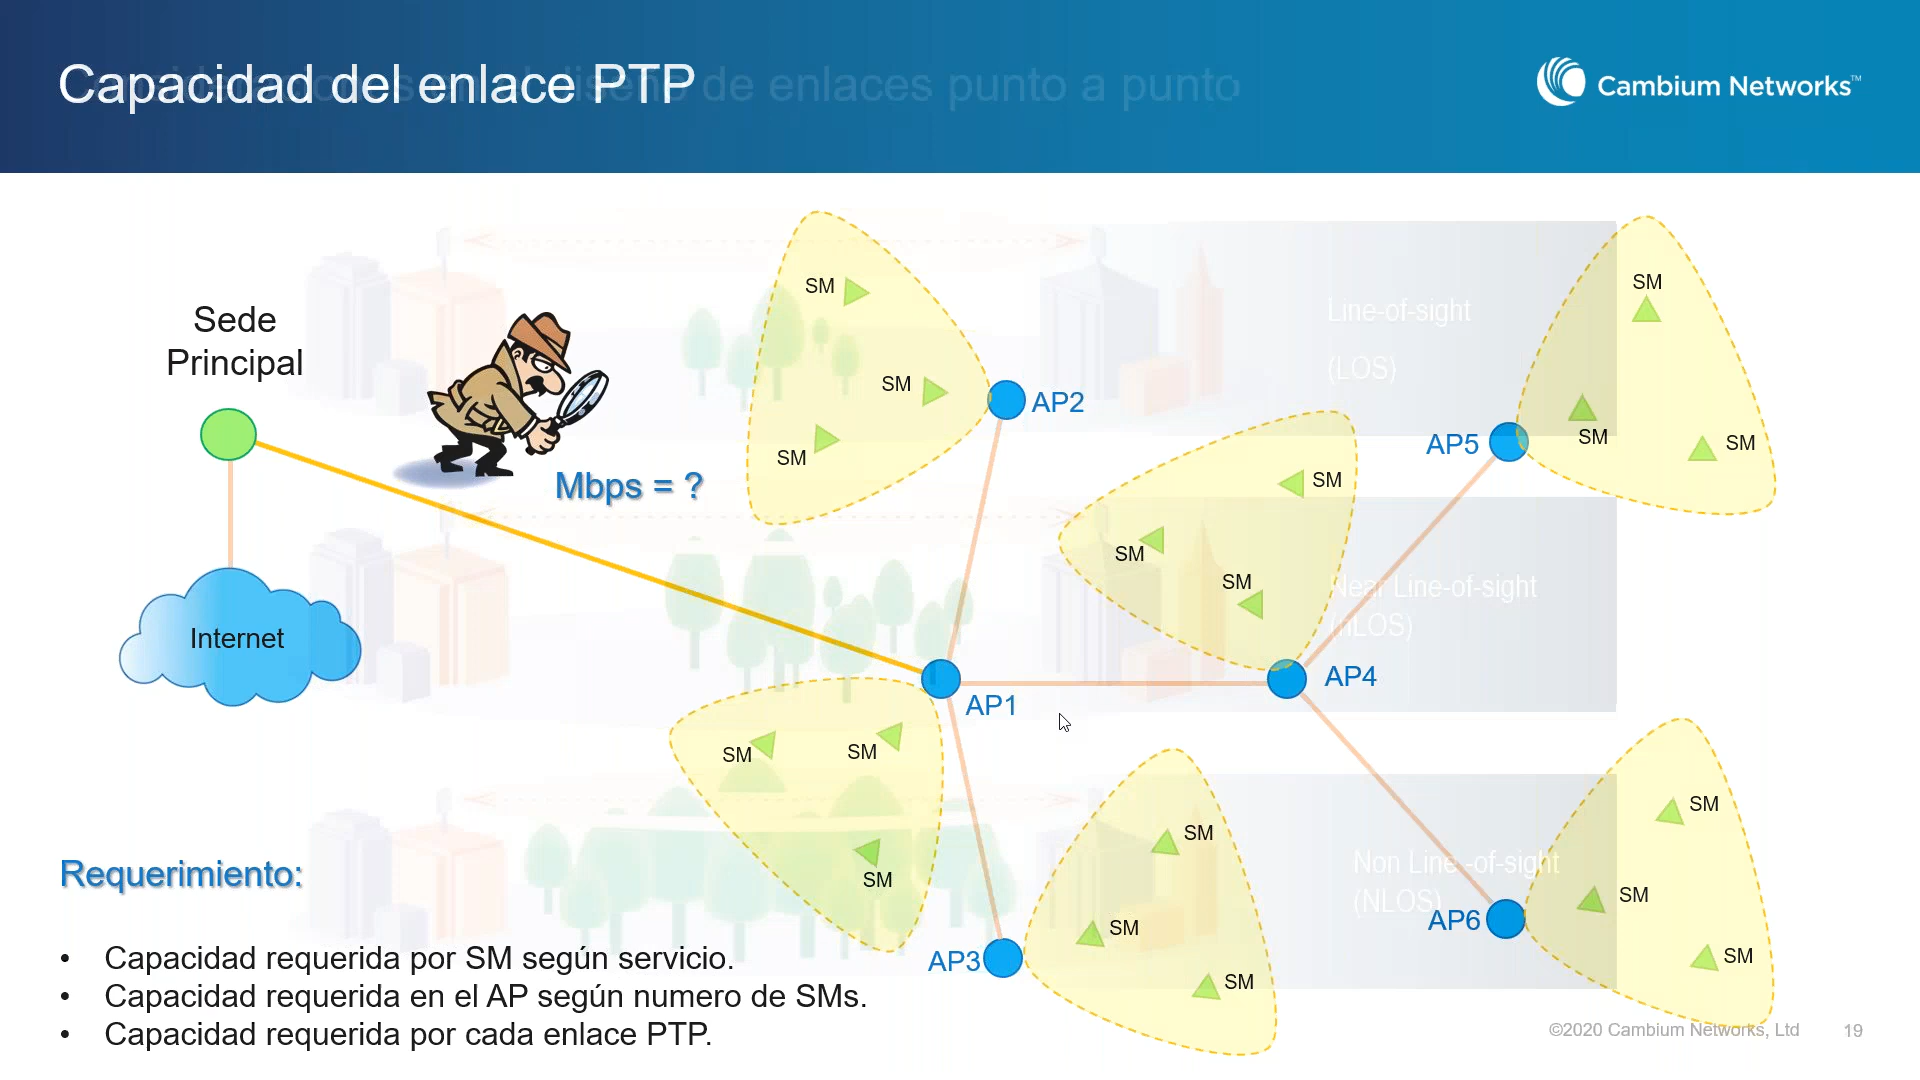 Capacidad del enlace PTP
de enlaces punto a punto
Cambium Networks™
Sede
Principal
Mbps = ?
Internet
SM
SM
SM
AP2
Line-of-sight
(LOS)
SM
SM
SM
AP5
SM
SM
SM
Near Line-of-sight
(nLOS)
AP4
AP1
SM
SM
SM
SM
SM
SM
AP3
Non Line -of-sight
(NLOS)
SM
SM
SM
AP6
Requerimiento:
• Capacidad requerida por SM según servicio.
• Capacidad requerida en el AP según numero de SMs.
• Capacidad requerida por cada enlace PTP.
©2020 Cambium Networks, Ltd
19